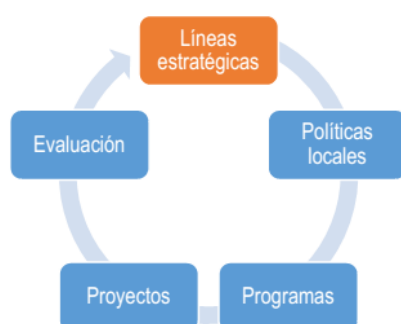 Líneas
estratégicas
Políticas
locales
Programas
Proyectos
Evaluación